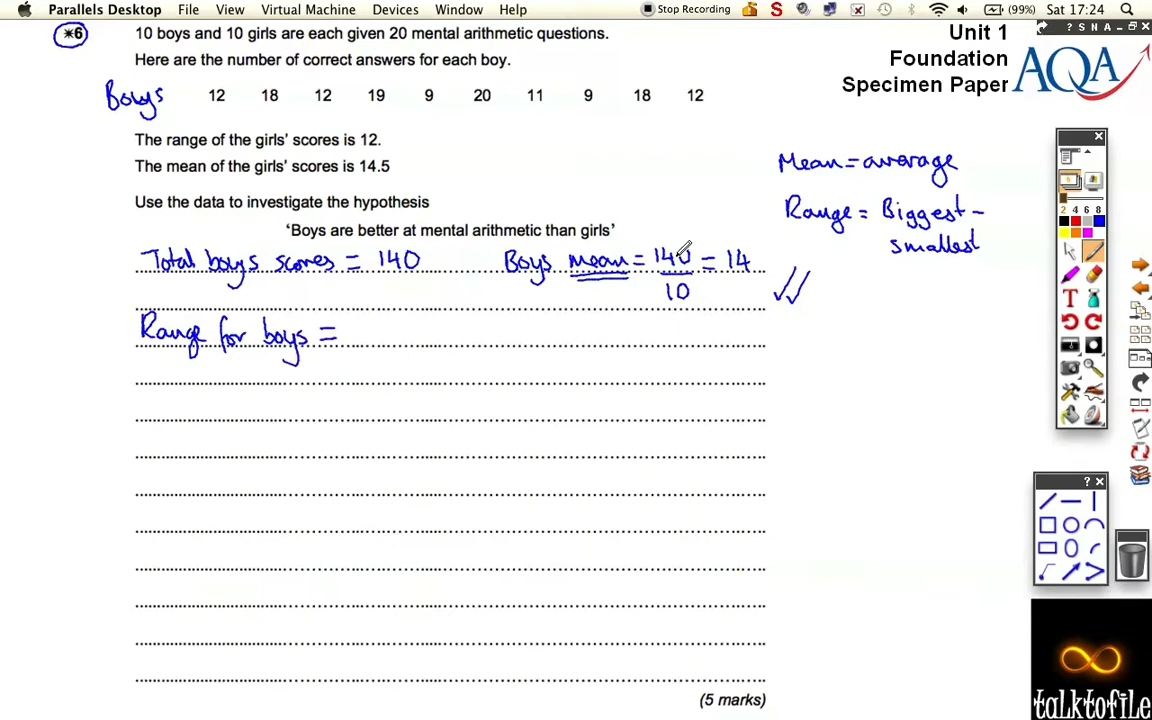 Parallels Desktop File View Virtual Machine Devices Window Help Stop Recording S (99%) Sat 17:24
*6 10 boys and 10 girls are each given 20 mental arithmetic questions.
Here are the number of correct answers for each boy.
Boys 12 18 12 19 9 20 11 9 18 12
The range of the girls' scores is 12.
The mean of the girls' scores is 14.5
Use the data to investigate the hypothesis
'Boys are better at mental arithmetic than girls'
Total boys scores = 140 Boys mean = 140 = 14
10
Range for boys =
(5 marks)
Unit 1
Foundation
Specimen Paper
AQA
Mean = average
Range = Biggest -
smallest
? S N A
2 4 6 8
T
?
talktofile